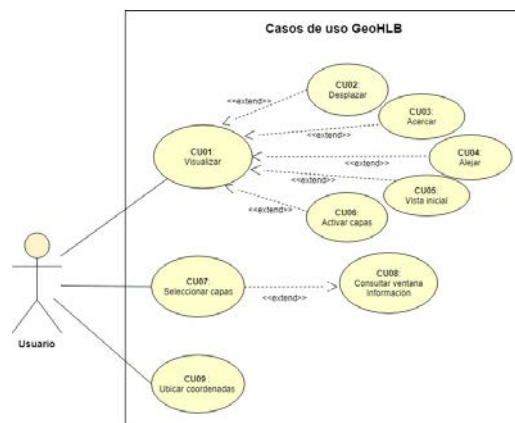 Casos de uso GeoHLB
CU02:
Desplazar
<<extend>>
CU03:
Acercar
<<extend>>
CU01:
Visualizar
CU04:
Alejar
<<extend>>
CU05:
Vista inicial
<<extend>>
CU06:
Activar capas
<<extend>>
CU07:
Seleccionar capas
<<extend>>
CU08:
Consultar ventana
Información
Usuario
CU09:
Ubicar coordenadas